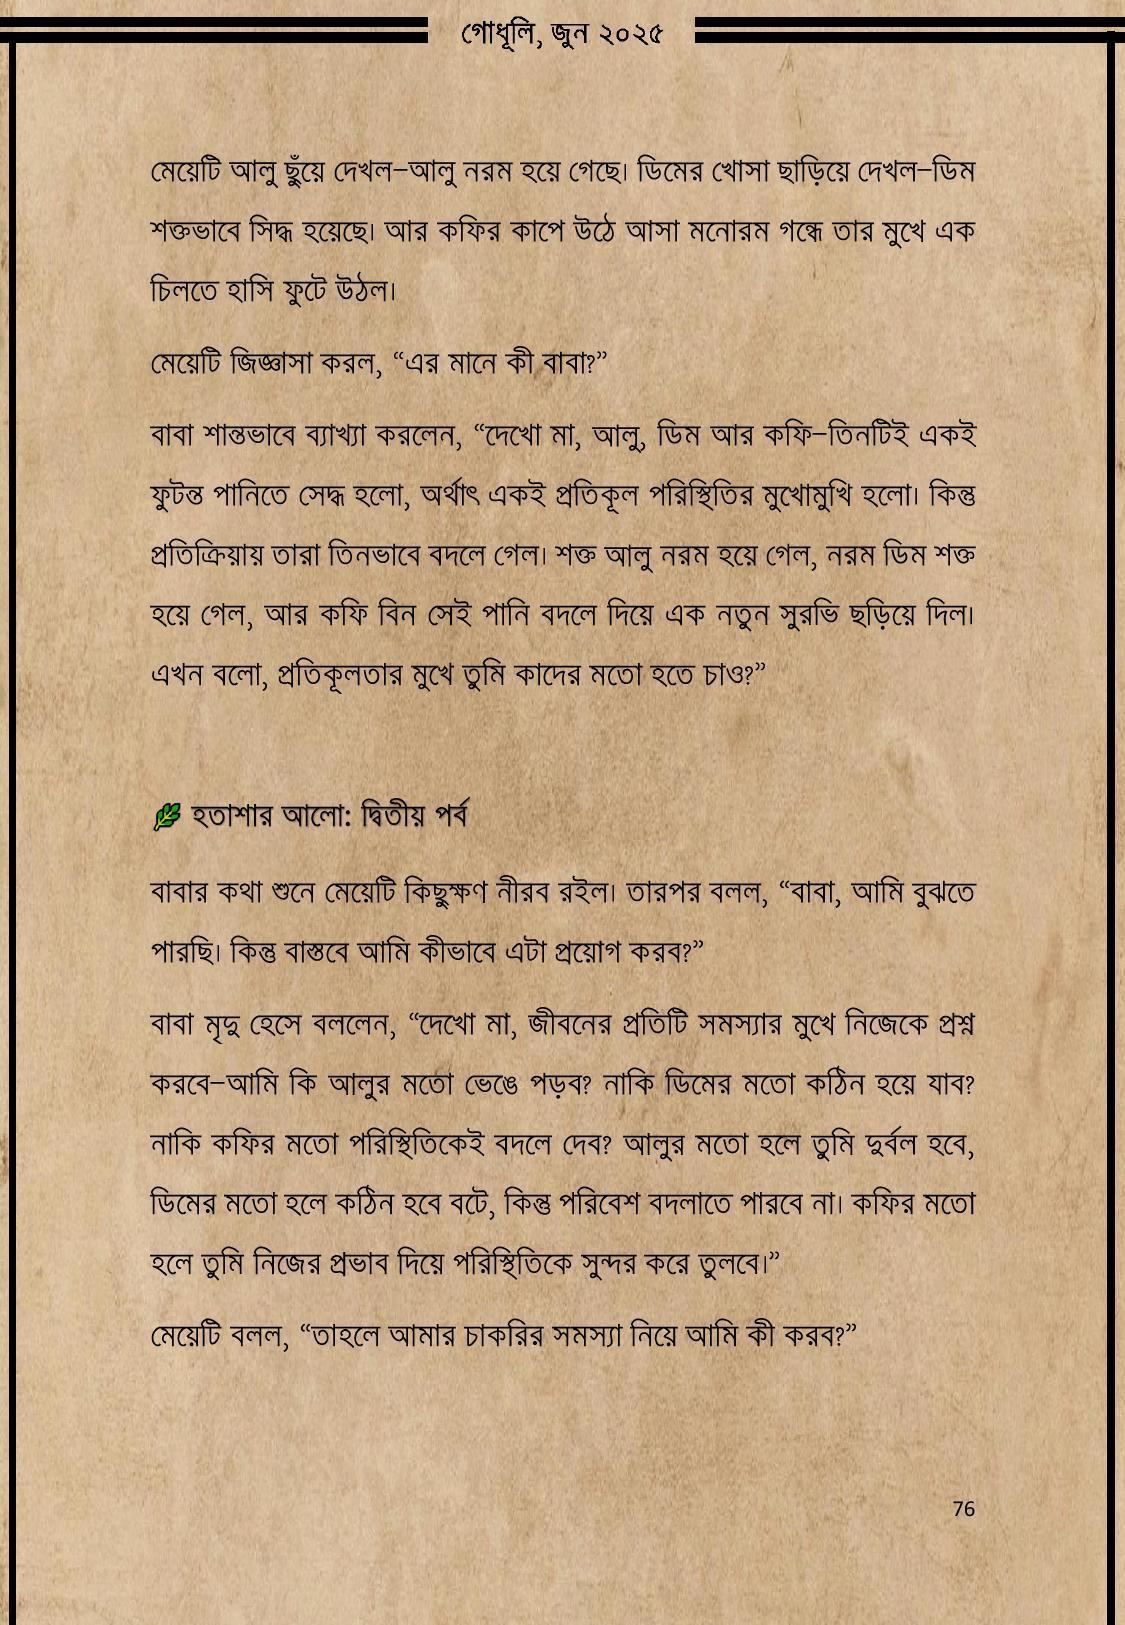 গোধূলি, জুন ২০২৫
মেয়েটি আলু ছুঁয়ে দেখল–আলু নরম হয়ে গেছে। ডিমের খোসা ছাড়িয়ে দেখল–ডিম
শক্তভাবে সিদ্ধ হয়েছে। আর কফির কাপে উঠে আসা মনোরম গন্ধে তার মুখে এক
চিলতে হাসি ফুটে উঠল।
মেয়েটি জিজ্ঞাসা করল, “এর মানে কী বাবা?”
বাবা শান্তভাবে ব্যাখ্যা করলেন, “দেখো মা, আলু, ডিম আর কফি–তিনটিই একই
ফুটন্ত পানিতে সেদ্ধ হলো, অর্থাৎ একই প্রতিকূল পরিস্থিতির মুখোমুখি হলো। কিন্তু
প্রতিক্রিয়ায় তারা তিনভাবে বদলে গেল। শক্ত আলু নরম হয়ে গেল, নরম ডিম শক্ত
হয়ে গেল, আর কফি বিন সেই পানি বদলে দিয়ে এক নতুন সুরভি ছড়িয়ে দিল।
এখন বলো, প্রতিকূলতার মুখে তুমি কাদের মতো হতে চাও?”
হতাশার আলো: দ্বিতীয় পর্ব
বাবার কথা শুনে মেয়েটি কিছুক্ষণ নীরব রইল। তারপর বলল, “বাবা, আমি বুঝতে
পারছি। কিন্তু বাস্তবে আমি কীভাবে এটা প্রয়োগ করব?”
বাবা মৃদু হেসে বললেন, “দেখো মা, জীবনের প্রতিটি সমস্যার মুখে নিজেকে প্রশ্ন
করবে–আমি কি আলুর মতো ভেঙে পড়ব? নাকি ডিমের মতো কঠিন হয়ে যাব?
নাকি কফির মতো পরিস্থিতিকেই বদলে দেব? আলুর মতো হলে তুমি দুর্বল হবে,
ডিমের মতো হলে কঠিন হবে বটে, কিন্তু পরিবেশ বদলাতে পারবে না। কফির মতো
হলে তুমি নিজের প্রভাব দিয়ে পরিস্থিতিকে সুন্দর করে তুলবে।”
মেয়েটি বলল, “তাহলে আমার চাকরির সমস্যা নিয়ে আমি কী করব?”
76